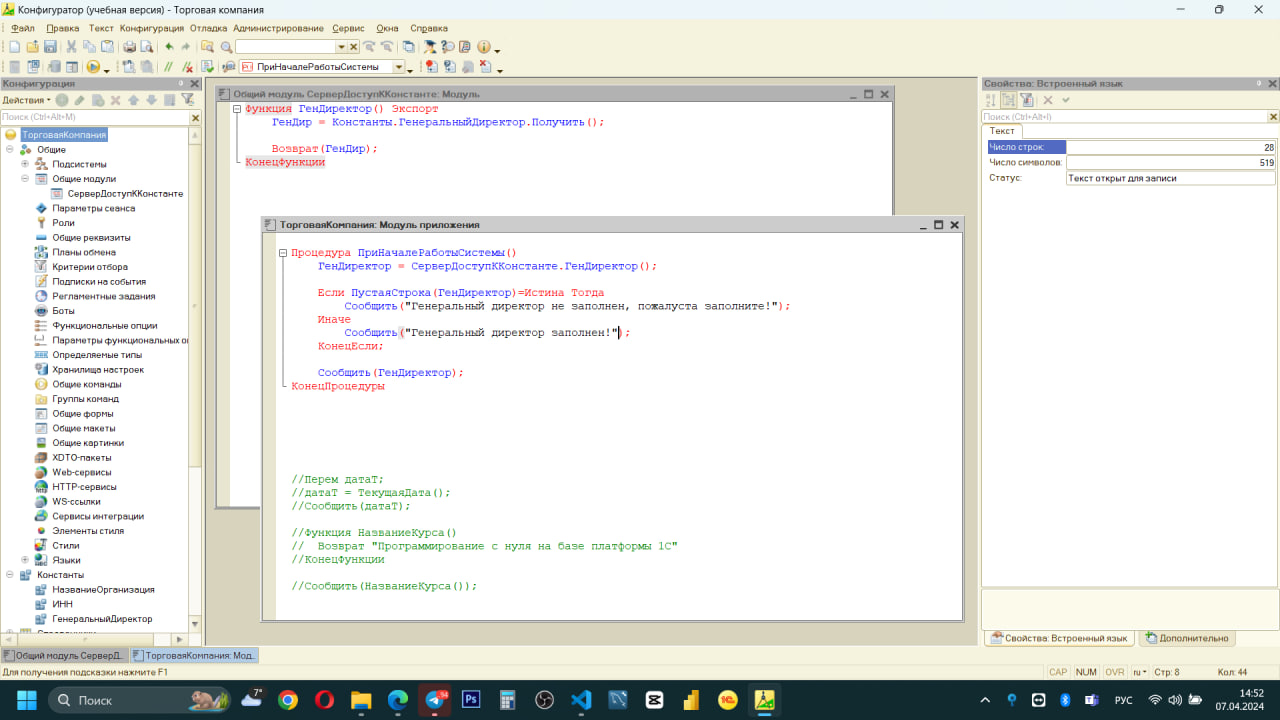 Конфигуратор (учебная версия) - Торговая компания
Файл Правка Текст Конфигурация Отладка Администрирование Сервис Окна Справка
ПриНачалеРаботыСистемы
Конфигурация
Действия
Поиск (Ctrl+Alt+M)
ТорговаяКомпания
Общие
Подсистемы
Общие модули
СерверДоступККонстанте
Параметры сеанса
Роли
Общие реквизиты
Планы обмена
Критерии отбора
Подписки на события
Регламентные задания
Боты
Функциональные опции
Параметры функциональных о
Определяемые типы
Хранилища настроек
Общие команды
Группы команд
Общие формы
Общие макеты
Общие картинки
XDTO-пакеты
Web-сервисы
HTTP-сервисы
WS-ссылки
Сервисы интеграции
Элементы стиля
Стили
Языки
Константы
НазваниеОрганизация
ИНН
ГенеральныйДиректор
Общий модуль СерверДоступККонстанте: Модуль
Функция ГенДиректор() Экспорт
ГенДир = Константы.ГенеральныйДиректор.Получить();
Возврат(ГенДир);
КонецФункции
ТорговаяКомпания: Модуль приложения
Процедура ПриНачалеРаботыСистемы()
ГенДиректор = СерверДоступККонстанте.ГенДиректор();
Если ПустаяСтрока(ГенДиректор)=Истина Тогда
Сообщить("Генеральный директор не заполнен, пожалуста заполните!");
Иначе
Сообщить("Генеральный директор заполнен!");
КонецЕсли;
Сообщить(ГенДиректор);
КонецПроцедуры
//Перем датаТ;
//датаТ = ТекущаяДата();
//Сообщить(датаТ);
//Функция НазваниеКурса()
// Возврат "Программирование с нуля на базе платформы 1С"
//КонецФункции
//Сообщить(НазваниеКурса());
Свойства: Встроенный язык
Поиск (Ctrl+Alt+I)
Текст
Число строк: 28
Число символов: 519
Статус: Текст открыт для записи
Свойства: Встроенный язык Дополнительно
Общий модуль СерверД... ТорговаяКомпания: Мод...
Для получения подсказки нажмите F1
CAP NUM OVR ru Стр: 8 Кол: 44
Поиск
7°
94
Ps
РУС
14:52
07.04.2024